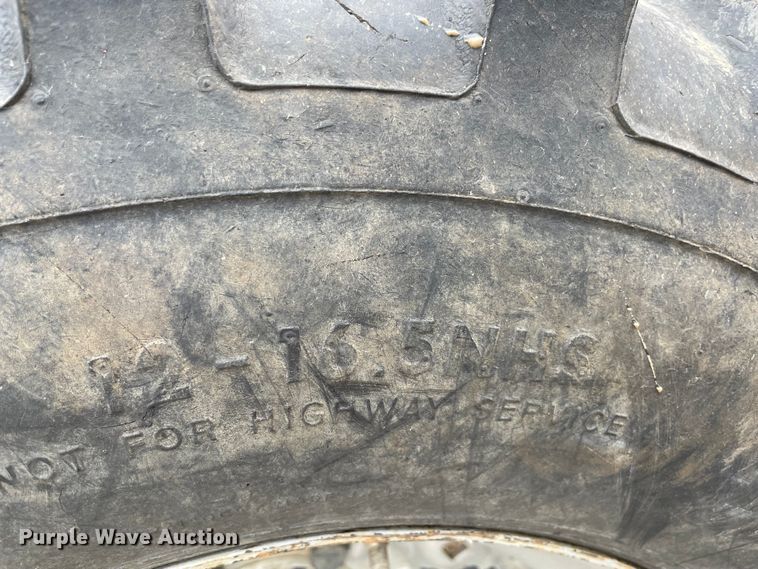 12-16.5NHS
NOT FOR HIGHWAY SERVICE
Purple Wave Auction®